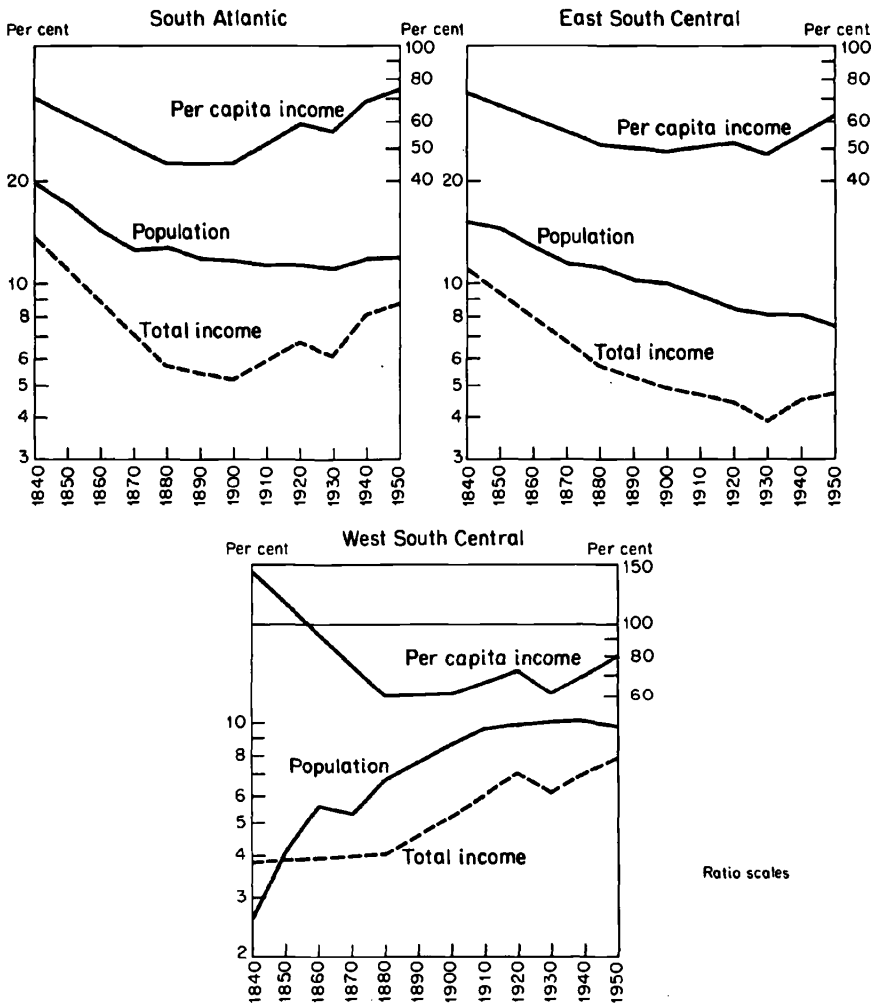 South Atlantic
Per cent
Per cent
100
80
60
50
40
20
10
8
6
5
4
3
Per capita income
Population
Total income
1840 1850 1860 1870 1880 1890 1900 1910 1920 1930 1940 1950
East South Central
Per cent
Per cent
100
80
60
50
40
20
10
8
6
5
4
3
Per capita income
Population
Total income
1840 1850 1860 1870 1880 1890 1900 1910 1920 1930 1940 1950
West South Central
Per cent
Per cent
150
100
80
60
10
8
6
5
4
3
2
Per capita income
Population
Total income
1840 1850 1860 1870 1880 1890 1900 1910 1920 1930 1940 1950
Ratio scales